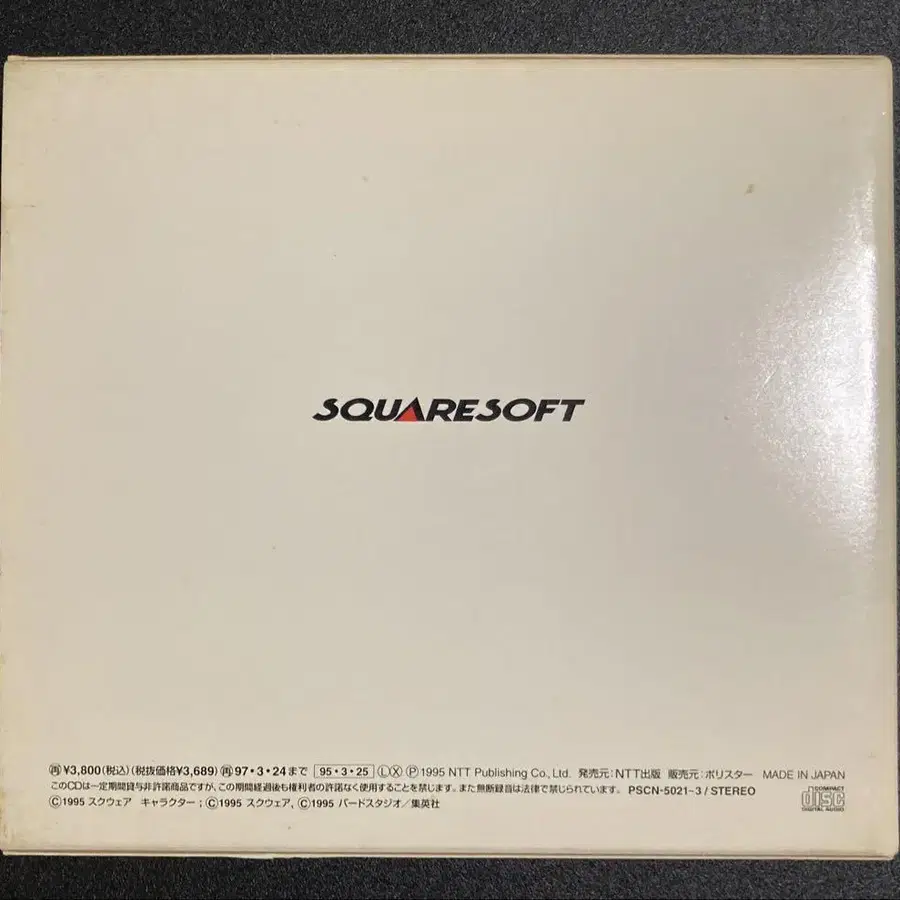 SQUARESOFT
再¥3,800(税込)(税抜価格¥3,689)再97・3・24まで 95・3・25 ⓁⓍⓅ1995 NTT Publishing Co., Ltd. 発売元:NTT出版 販売元:ポリスター MADE IN JAPAN
このCDは一定期間貸与非許諾商品ですが、この期間経過後も権利者の許諾なく使用することを禁じます。また無断録音は法律で禁じられています。 PSCN-5021~3/STEREO
©1995 スクウェア キャラクター;©1995 スクウェア、©1995 バードスタジオ/集英社
COMPACT
disc
DIGITAL AUDIO